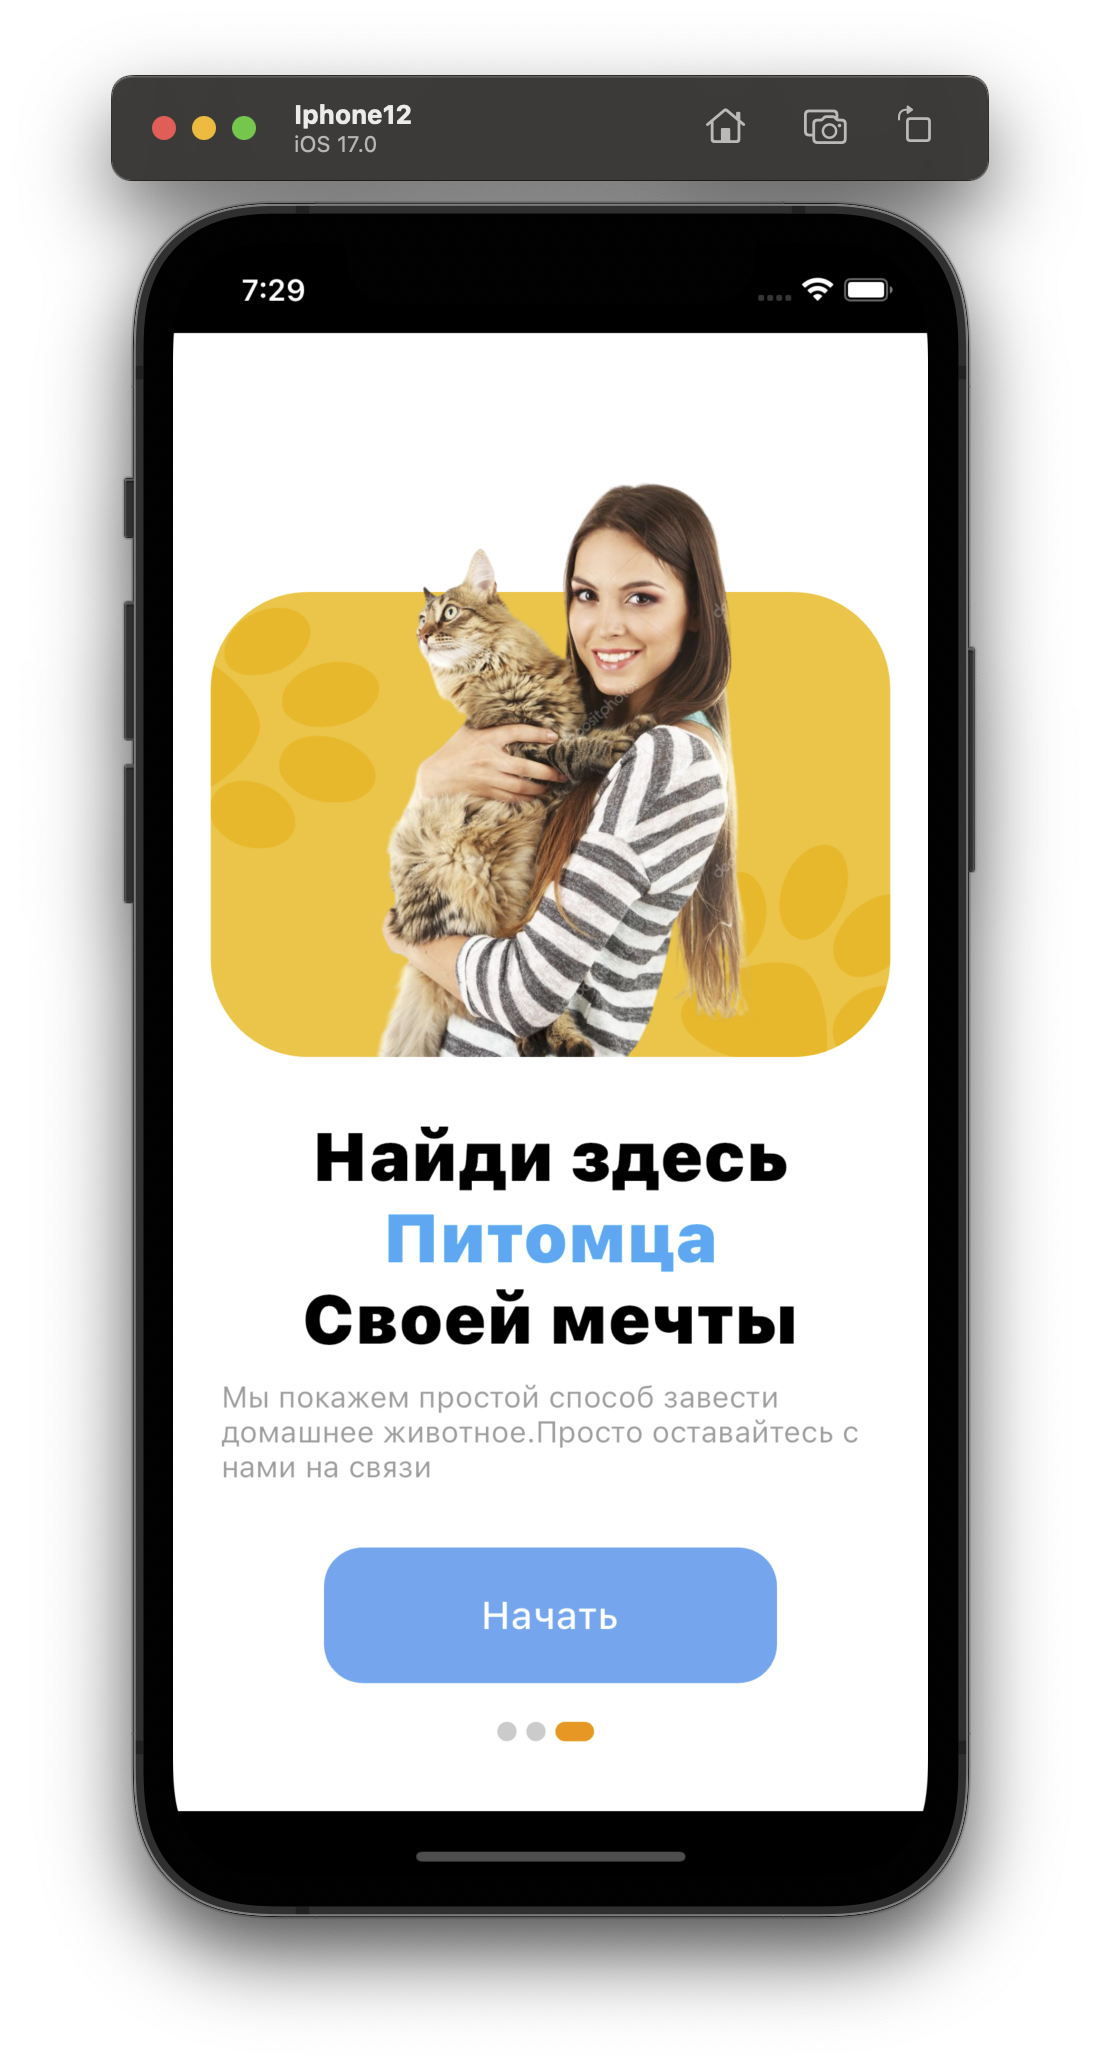 Iphone12
iOS 17.0
7:29
Найди здесь
Питомца
Своей мечты
Мы покажем простой способ завести
домашнее животное.Просто оставайтесь с
нами на связи
Начать